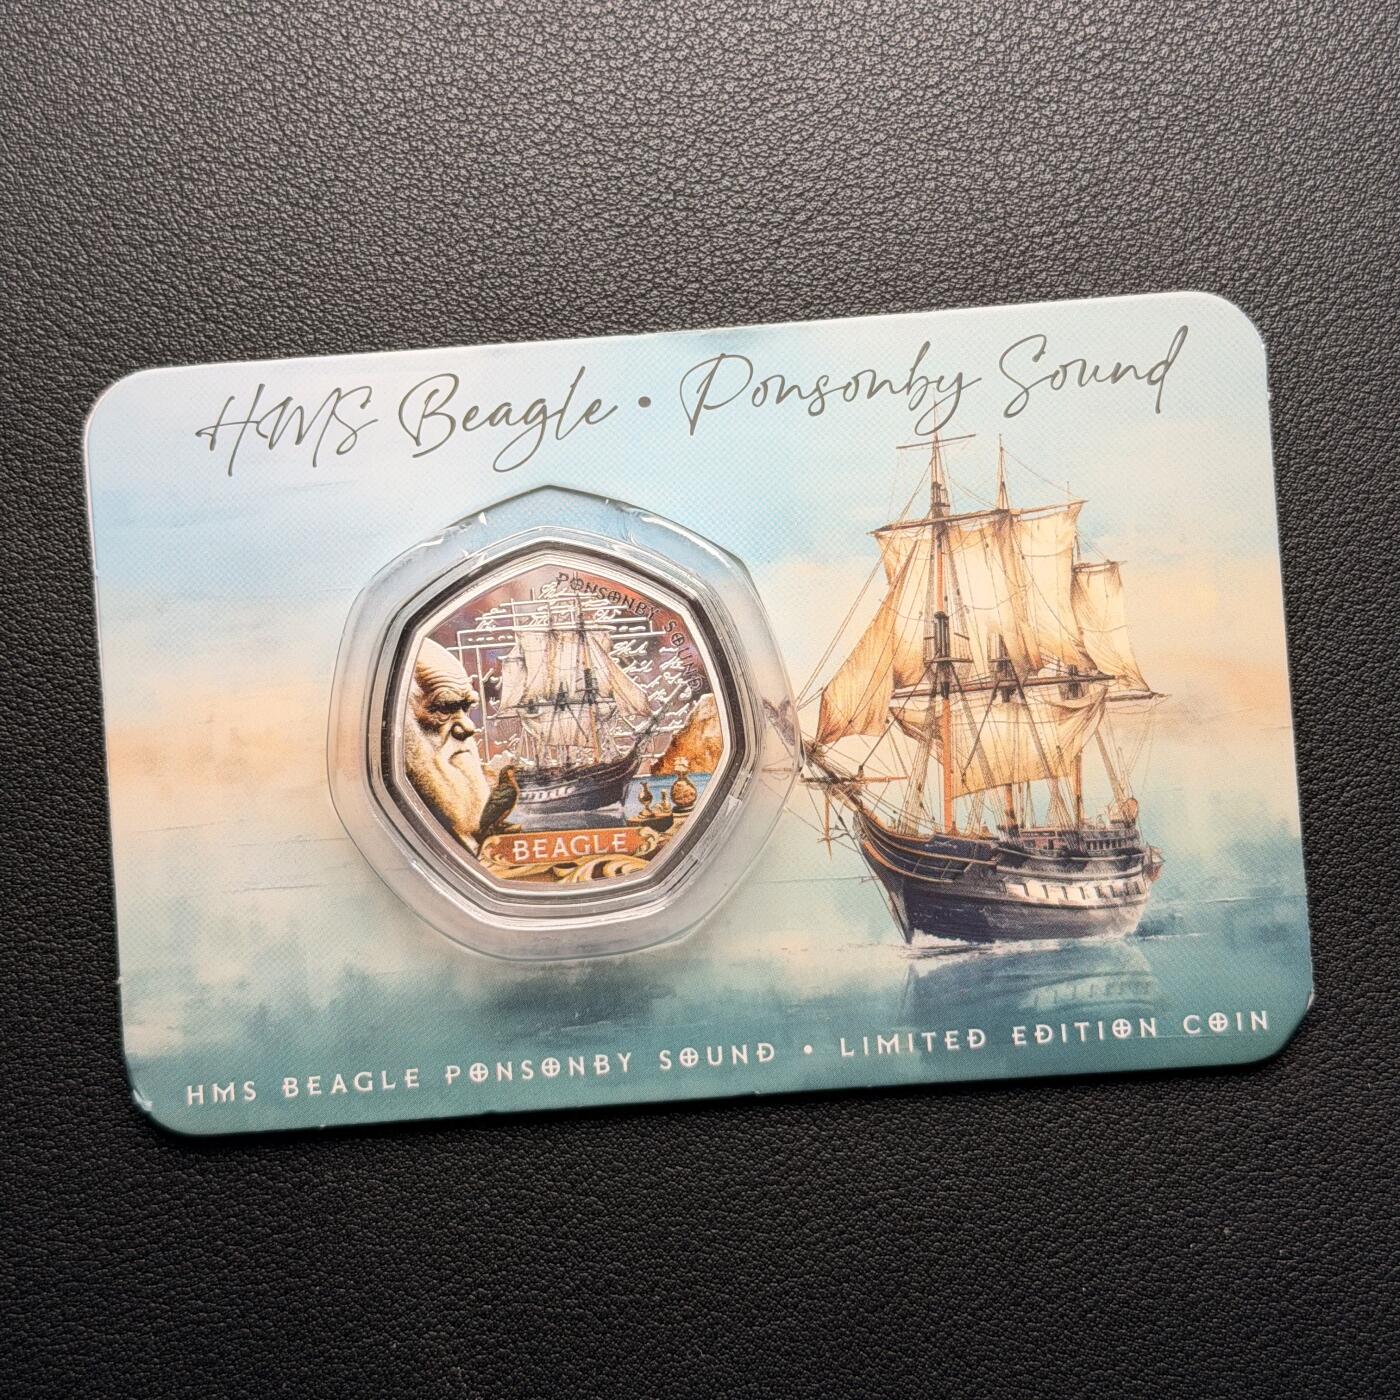 HMS Beagle • Ponsonby Sound
PONSONBY SOUND
BEAGLE
HMS BEAGLE PONSONBY SOUND • LIMITED EDITION COIN